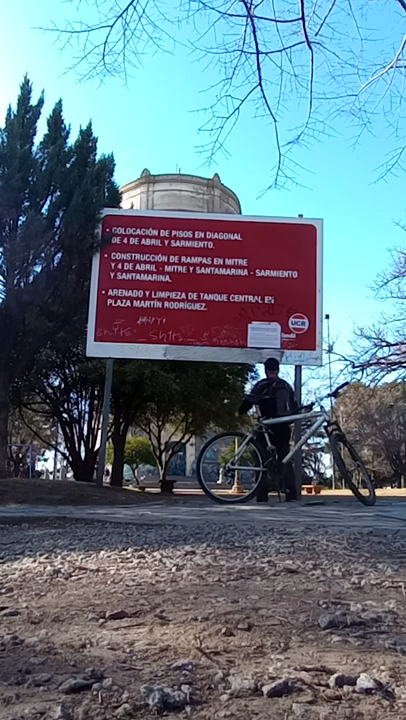 • COLOCACIÓN DE PISOS EN DIAGONAL
DE 4 DE ABRIL Y SARMIENTO.
• CONSTRUCCIÓN DE RAMPAS EN MITRE
Y 4 DE ABRIL - MITRE Y SANTAMARINA - SARMIENTO
Y SANTAMARINA.
• ARENADO Y LIMPIEZA DE TANQUE CENTRAL EN
PLAZA MARTÍN RODRÍGUEZ.
UCR